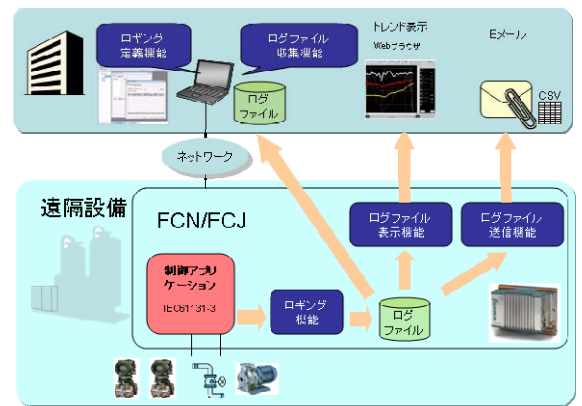 ロギング
定義機能
ログファイル
収集機能
トレンド表示
Webブラウザ
Eメール
ログ
ファイル
CSV
ネットワーク
遠隔設備
FCN/FCJ
ログファイル
表示機能
ログファイル
送信機能
制御アプリ
ケーション
IEC61131-3
ロギング
機能
ログ
ファイル